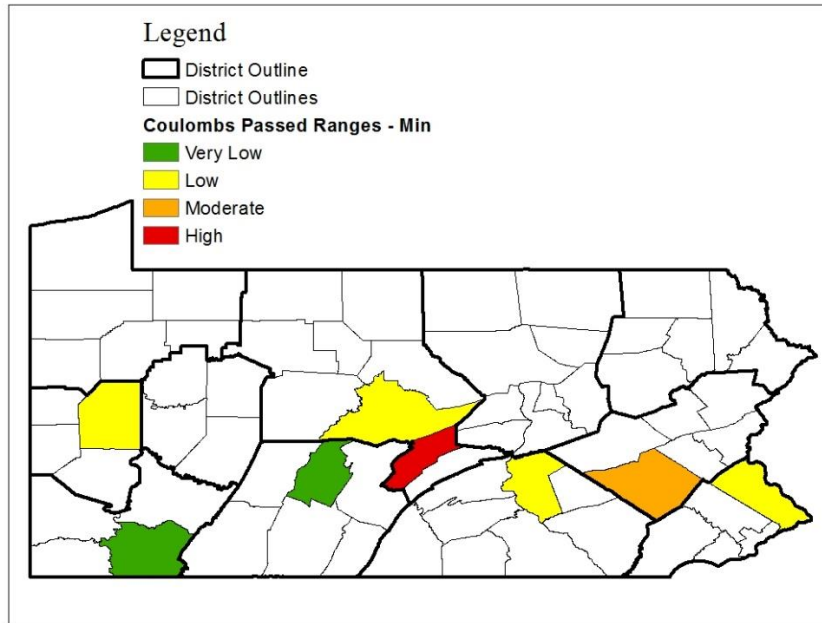 Legend
District Outline
District Outlines
Coulombs Passed Ranges - Min
Very Low
Low
Moderate
High